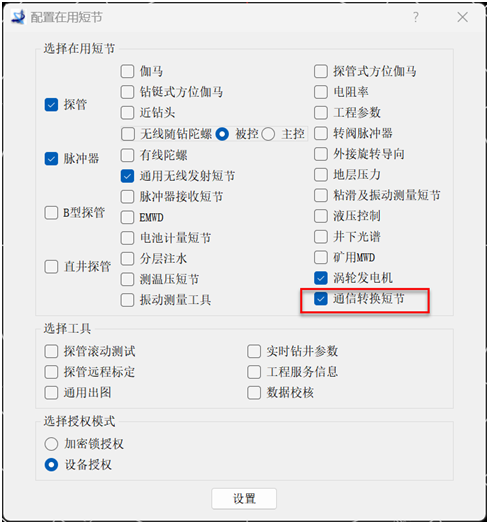 配置在用短节
选择在用短节
探管
脉冲器
B型探管
直井探管
伽马
钻铤式方位伽马
近钻头
无线随钻陀螺 被控 主控
有线陀螺
通用无线发射短节
脉冲器接收短节
EMWD
电池计量短节
分层注水
测温压短节
振动测量工具
探管式方位伽马
电阻率
工程参数
转阀脉冲器
外接旋转导向
地层压力
粘滑及振动测量短节
液压控制
井下光谱
矿用MWD
涡轮发电机
通信转换短节
选择工具
探管滚动测试
实时钻井参数
探管远程标定
工程服务信息
通用出图
数据校核
选择授权模式
加密锁授权
设备授权
设置